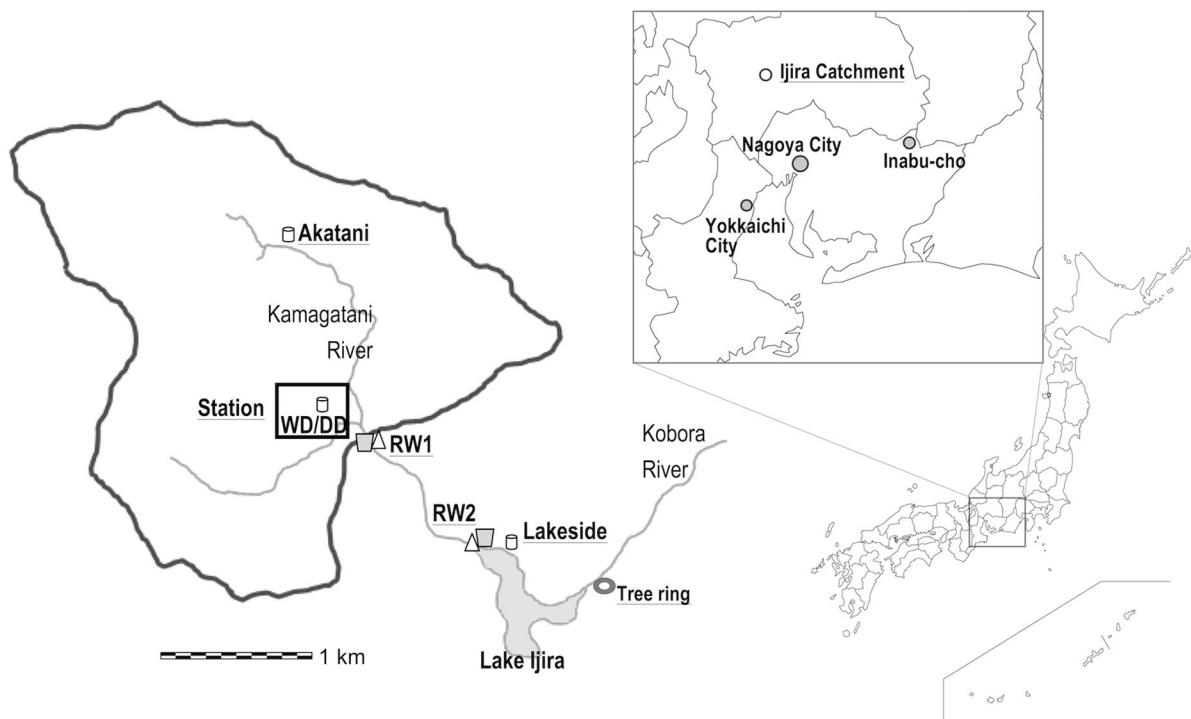 Ijira Catchment
Nagoya City
Inabu-cho
Yokkaichi
City
Akatani
Kamagatani
River
Station
WD/DD
RW1
Kobora
River
RW2
Lakeside
Tree ring
Lake Ijira
1 km